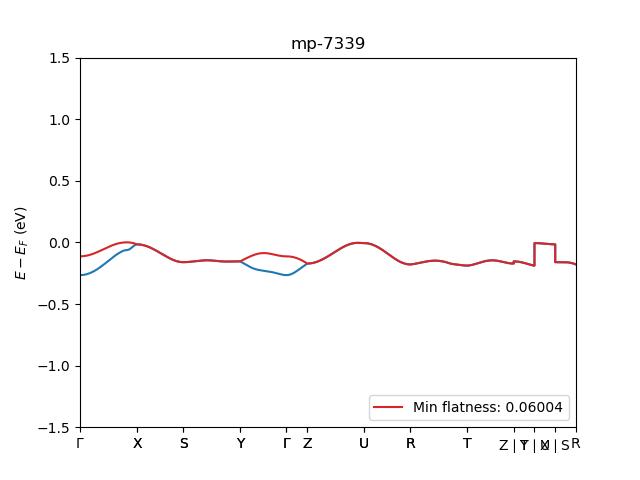 mp-7339
E − E_F (eV)
1.5
1.0
0.5
0.0
−0.5
−1.0
−1.5
Min flatness: 0.06004
Γ X S Y Γ Z U R T Z | T Y | U X | S R